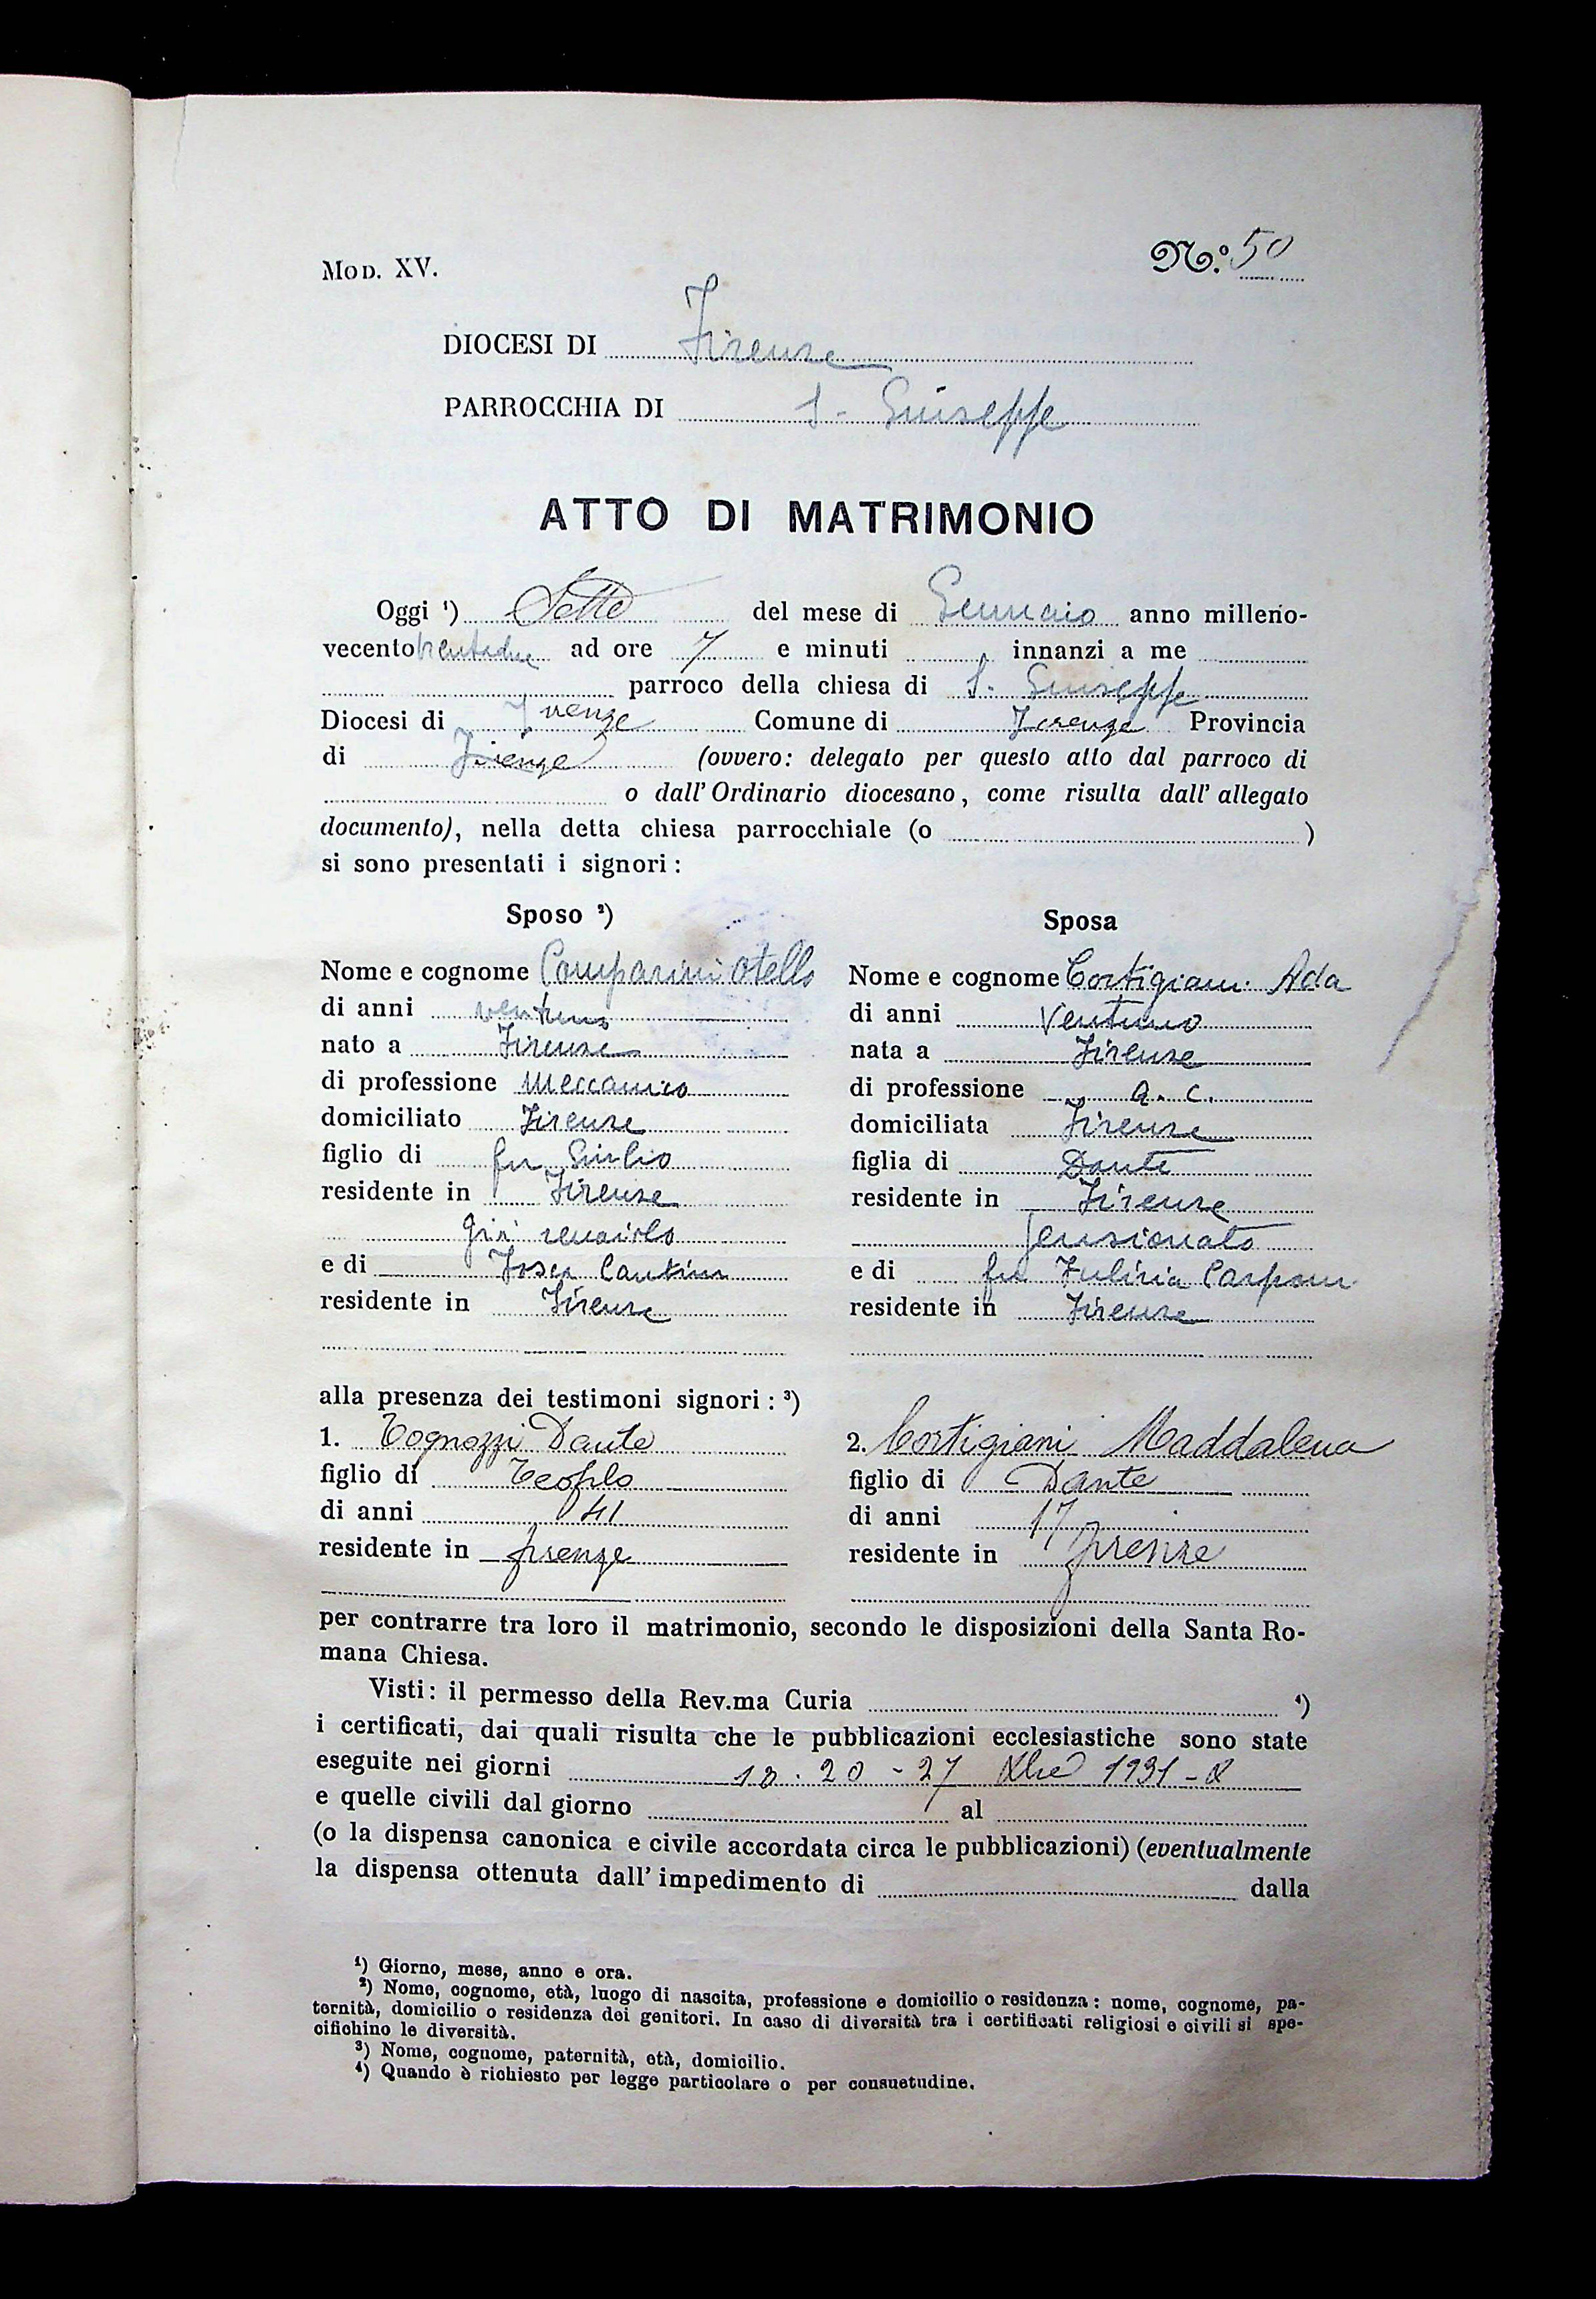 Mod. XV.
N.º 50
DIOCESI DI Firenze
PARROCCHIA DI S. Giuseppe
ATTO DI MATRIMONIO
Oggi ¹) Sette del mese di Gennaio anno milleno-
vecento trentadue ad ore 7 e minuti innanzi a me
parroco della chiesa di S. Giuseppe
Diocesi di Firenze Comune di Firenze Provincia
di Firenze (ovvero: delegato per questo atto dal parroco di
o dall' Ordinario diocesano, come risulta dall' allegato
documento), nella detta chiesa parrocchiale (o )
si sono presentati i signori :
Sposo ²)
Nome e cognome Comparini Otello
di anni ventuno
nato a Firenze
di professione meccanico
domiciliato Firenze
figlio di fu Giulio
residente in Firenze
già
e di Cantini
residente in Firenze
Sposa
Nome e cognome Cortigiani Ada
di anni Ventuno
nata a Firenze
di professione a. c.
domiciliata Firenze
figlia di Dante
residente in Firenze
pensionato
e di fu
residente in Firenze
alla presenza dei testimoni signori : ³)
1. Tognozzi Dante
figlio di Teofilo
di anni 41
residente in Firenze
2. Cortigiani Maddalena
figlio di Dante
di anni 17
residente in Firenze
per contrarre tra loro il matrimonio, secondo le disposizioni della Santa Ro-
mana Chiesa.
Visti: il permesso della Rev.ma Curia ⁴)
i certificati, dai quali risulta che le pubblicazioni ecclesiastiche sono state
eseguite nei giorni 20 - 27 Xbre 1931 - X
e quelle civili dal giorno al
(o la dispensa canonica e civile accordata circa le pubblicazioni) (eventualmente
la dispensa ottenuta dall' impedimento di dalla
¹) Giorno, mese, anno e ora.
²) Nome, cognome, età, luogo di nascita, professione e domicilio o residenza : nome, cognome, pa-
ternità, domicilio o residenza dei genitori. In caso di diversità tra i certificati religiosi e civili si spe-
cifichino le diversità.
³) Nome, cognome, paternità, età, domicilio.
⁴) Quando è richiesto per legge particolare o per consuetudine.